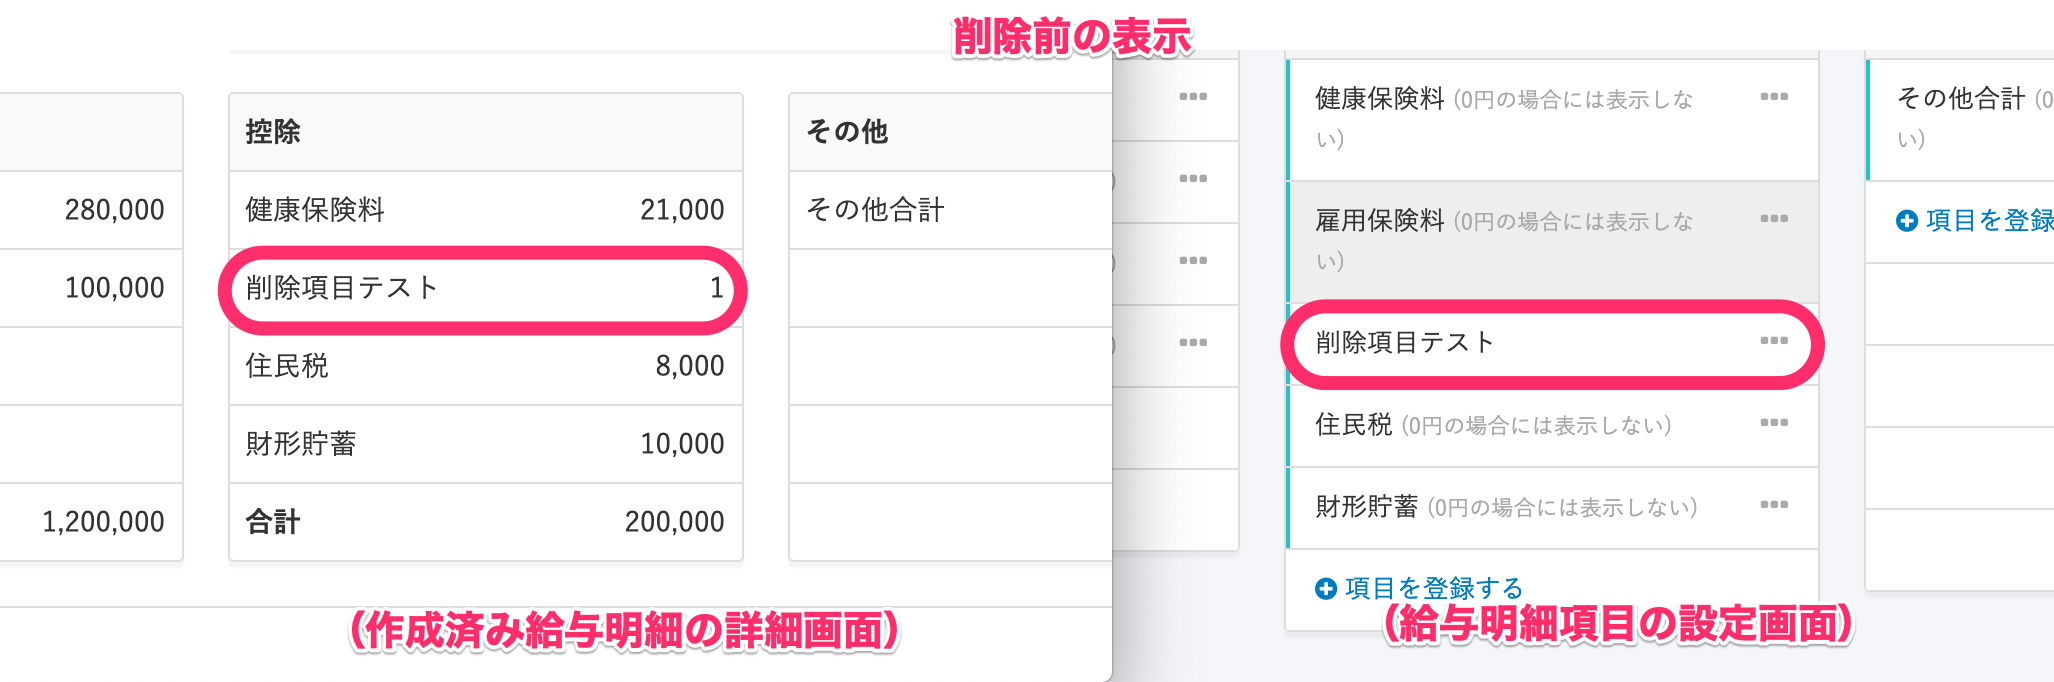 削除前の表示
280,000
100,000
1,200,000
控除
健康保険料 21,000
削除項目テスト 1
住民税 8,000
財形貯蓄 10,000
合計 200,000
その他
その他合計
(作成済み給与明細の詳細画面)
)
)
)
健康保険料 (0円の場合には表示しな
い)
雇用保険料 (0円の場合には表示しな
い)
削除項目テスト
住民税 (0円の場合には表示しない)
財形貯蓄 (0円の場合には表示しない)
項目を登録する
(給与明細項目の設定画面)
その他合計 (0
い)
項目を登録